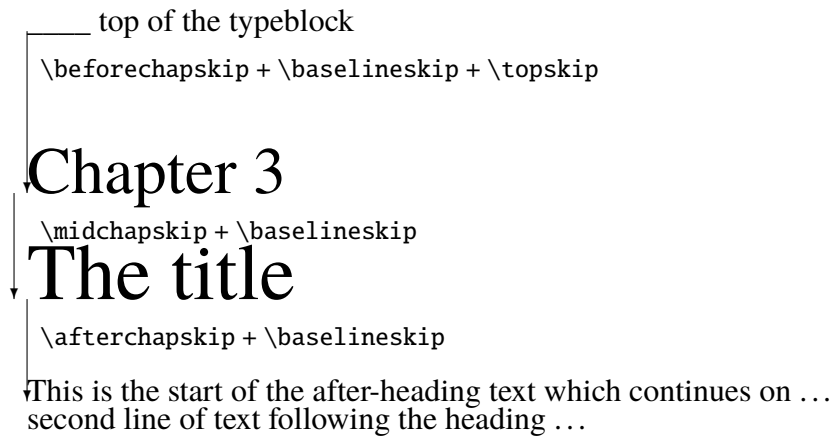 ____ top of the typeblock
\beforechapskip + \baselineskip + \topskip
Chapter 3
\midchapskip + \baselineskip
The title
\afterchapskip + \baselineskip
This is the start of the after-heading text which continues on …
second line of text following the heading …